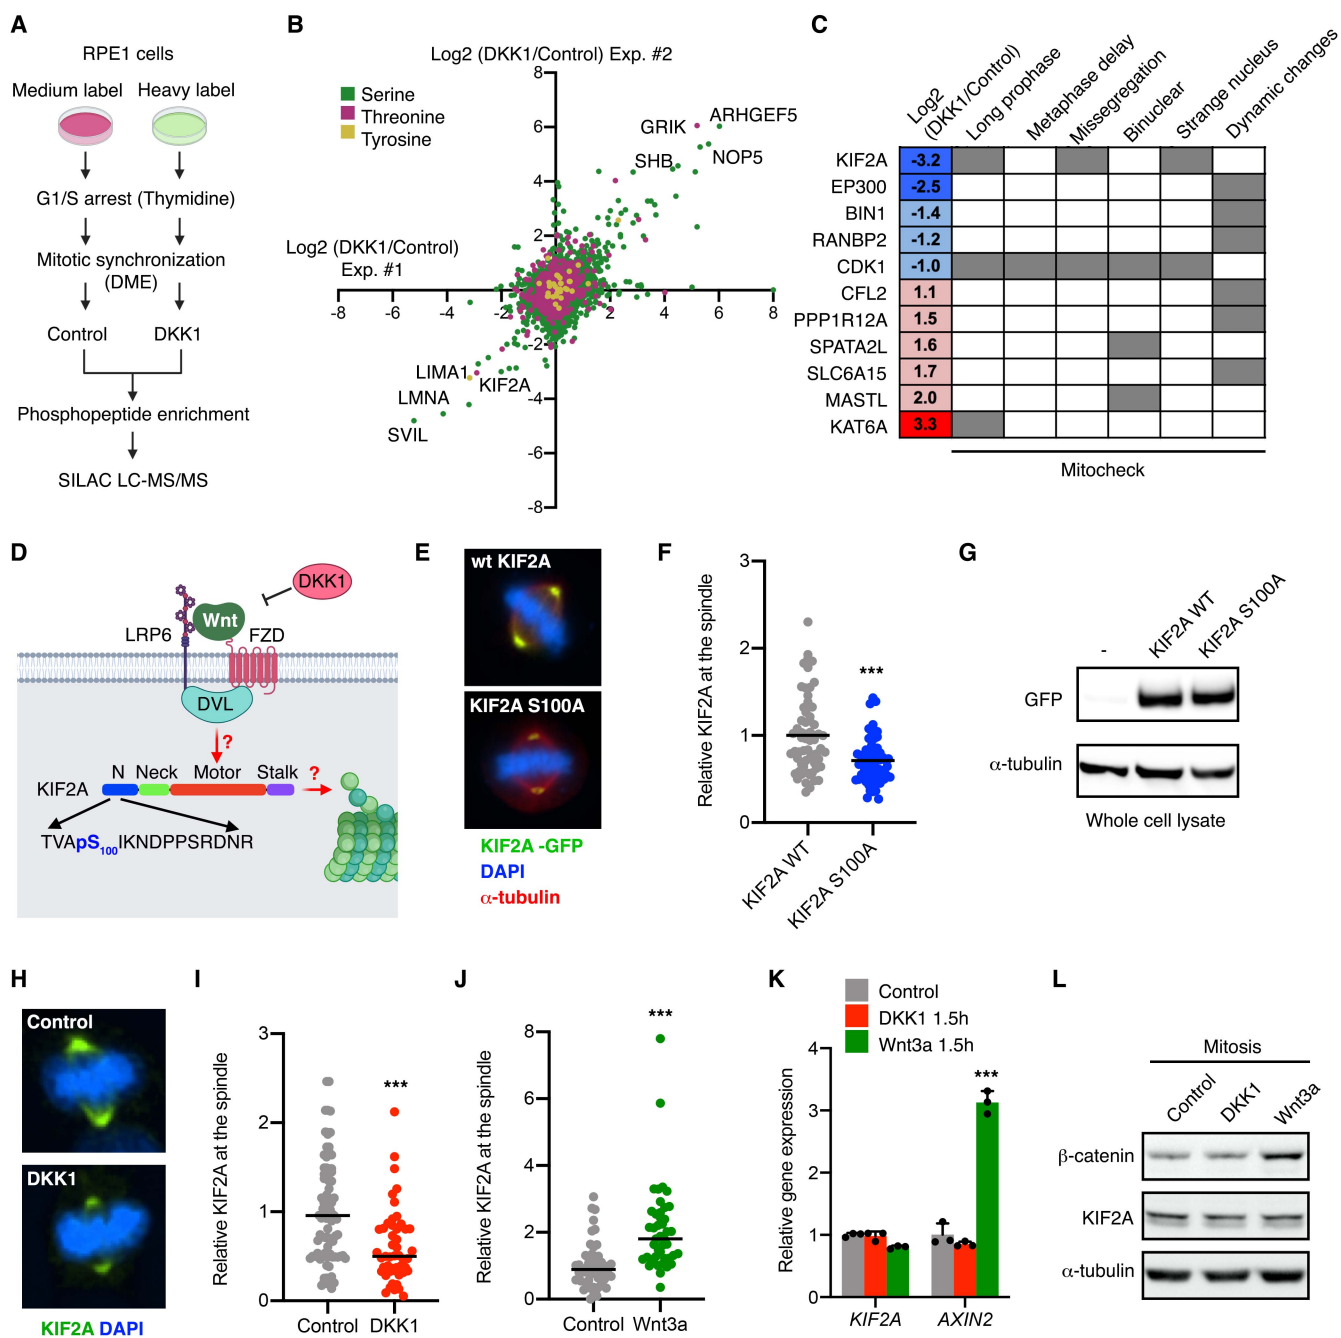 A
RPE1 cells
Medium label
Heavy label
G1/S arrest (Thymidine)
Mitotic synchronization
(DME)
Control
DKK1
Phosphopeptide enrichment
SILAC LC-MS/MS
B
Log2 (DKK1/Control) Exp. #2
Serine
Threonine
Tyrosine
Log2 (DKK1/Control)
Exp. #1
8
6
4
2
-2
-4
-6
-8
-8
-6
-4
-2
2
4
6
8
GRIK
ARHGEF5
SHB
NOP5
LIMA1
KIF2A
LMNA
SVIL
C
Log2
(DKK1/Control)
Long prophase
Metaphase delay
Missegregation
Binuclear
Strange nucleus
Dynamic changes
KIF2A -3.2
EP300 -2.5
BIN1 -1.4
RANBP2 -1.2
CDK1 -1.0
CFL2 1.1
PPP1R12A 1.5
SPATA2L 1.6
SLC6A15 1.7
MASTL 2.0
KAT6A 3.3
Mitocheck
D
DKK1
Wnt
LRP6
FZD
DVL
?
N Neck Motor Stalk
?
KIF2A
TVApS100IKNDPPSRDNR
E
wt KIF2A
KIF2A S100A
KIF2A -GFP
DAPI
α-tubulin
F
Relative KIF2A at the spindle
3
2
1
0
***
KIF2A WT
KIF2A S100A
G
-
KIF2A WT
KIF2A S100A
GFP
α-tubulin
Whole cell lysate
H
Control
DKK1
KIF2A DAPI
I
Relative KIF2A at the spindle
3
2
1
0
***
Control DKK1
J
Relative KIF2A at the spindle
8
6
4
2
0
***
Control Wnt3a
K
Control
DKK1 1.5h
Wnt3a 1.5h
Relative gene expression
4
3
2
1
0
***
KIF2A
AXIN2
L
Mitosis
Control
DKK1
Wnt3a
β-catenin
KIF2A
α-tubulin